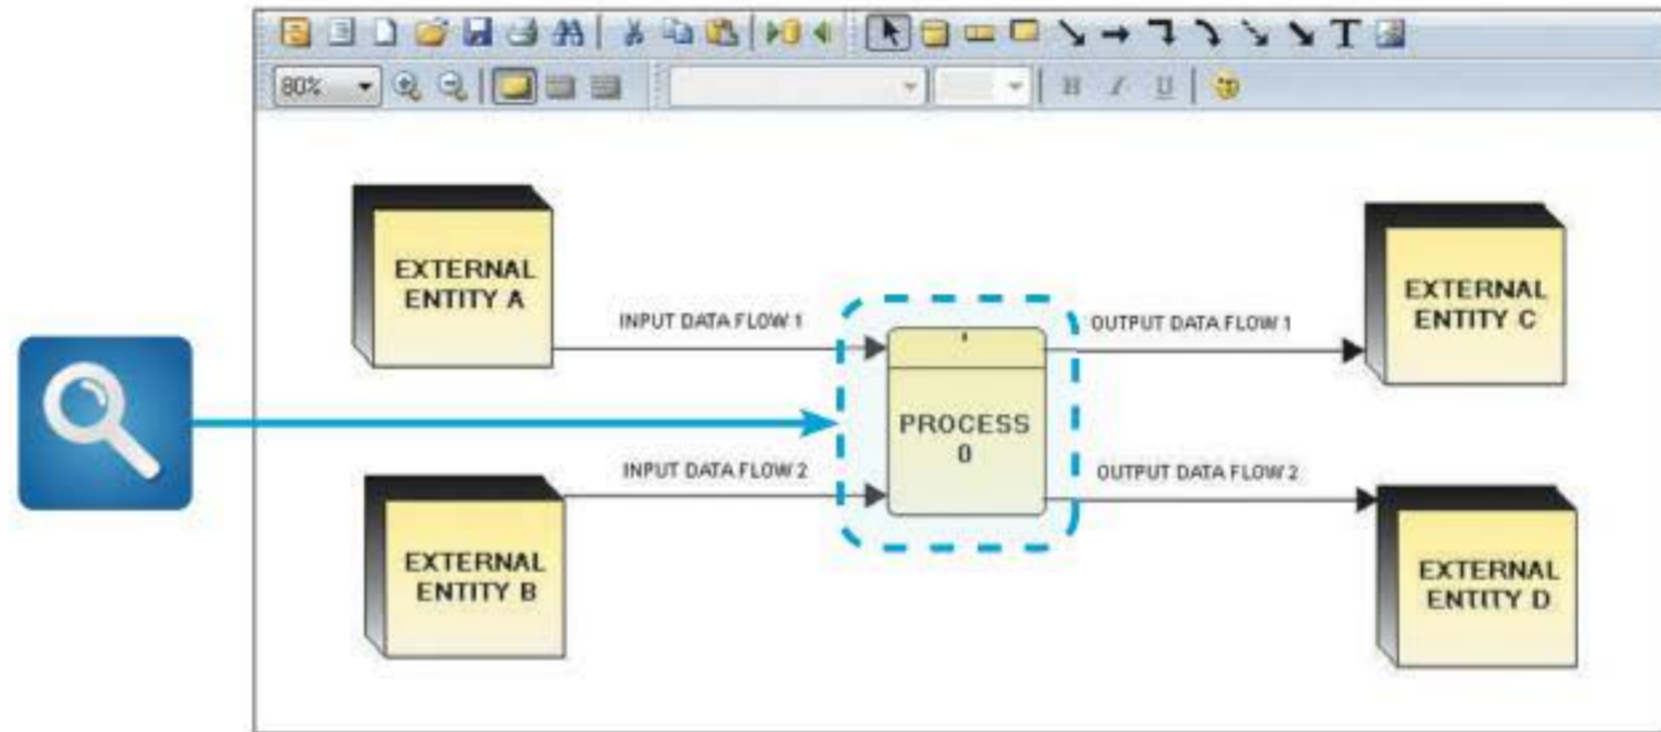 80%
B I U
T
EXTERNAL
ENTITY A
INPUT DATA FLOW 1
OUTPUT DATA FLOW 1
EXTERNAL
ENTITY C
PROCESS
0
INPUT DATA FLOW 2
OUTPUT DATA FLOW 2
EXTERNAL
ENTITY B
EXTERNAL
ENTITY D